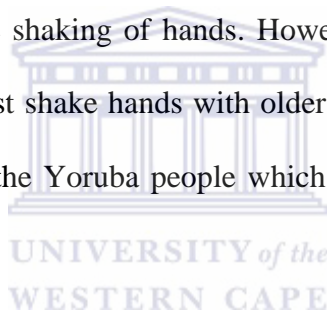 shaking of hands. Howe
st shake hands with older
the Yoruba people which
UNIVERSITY of the
WESTERN CAPE